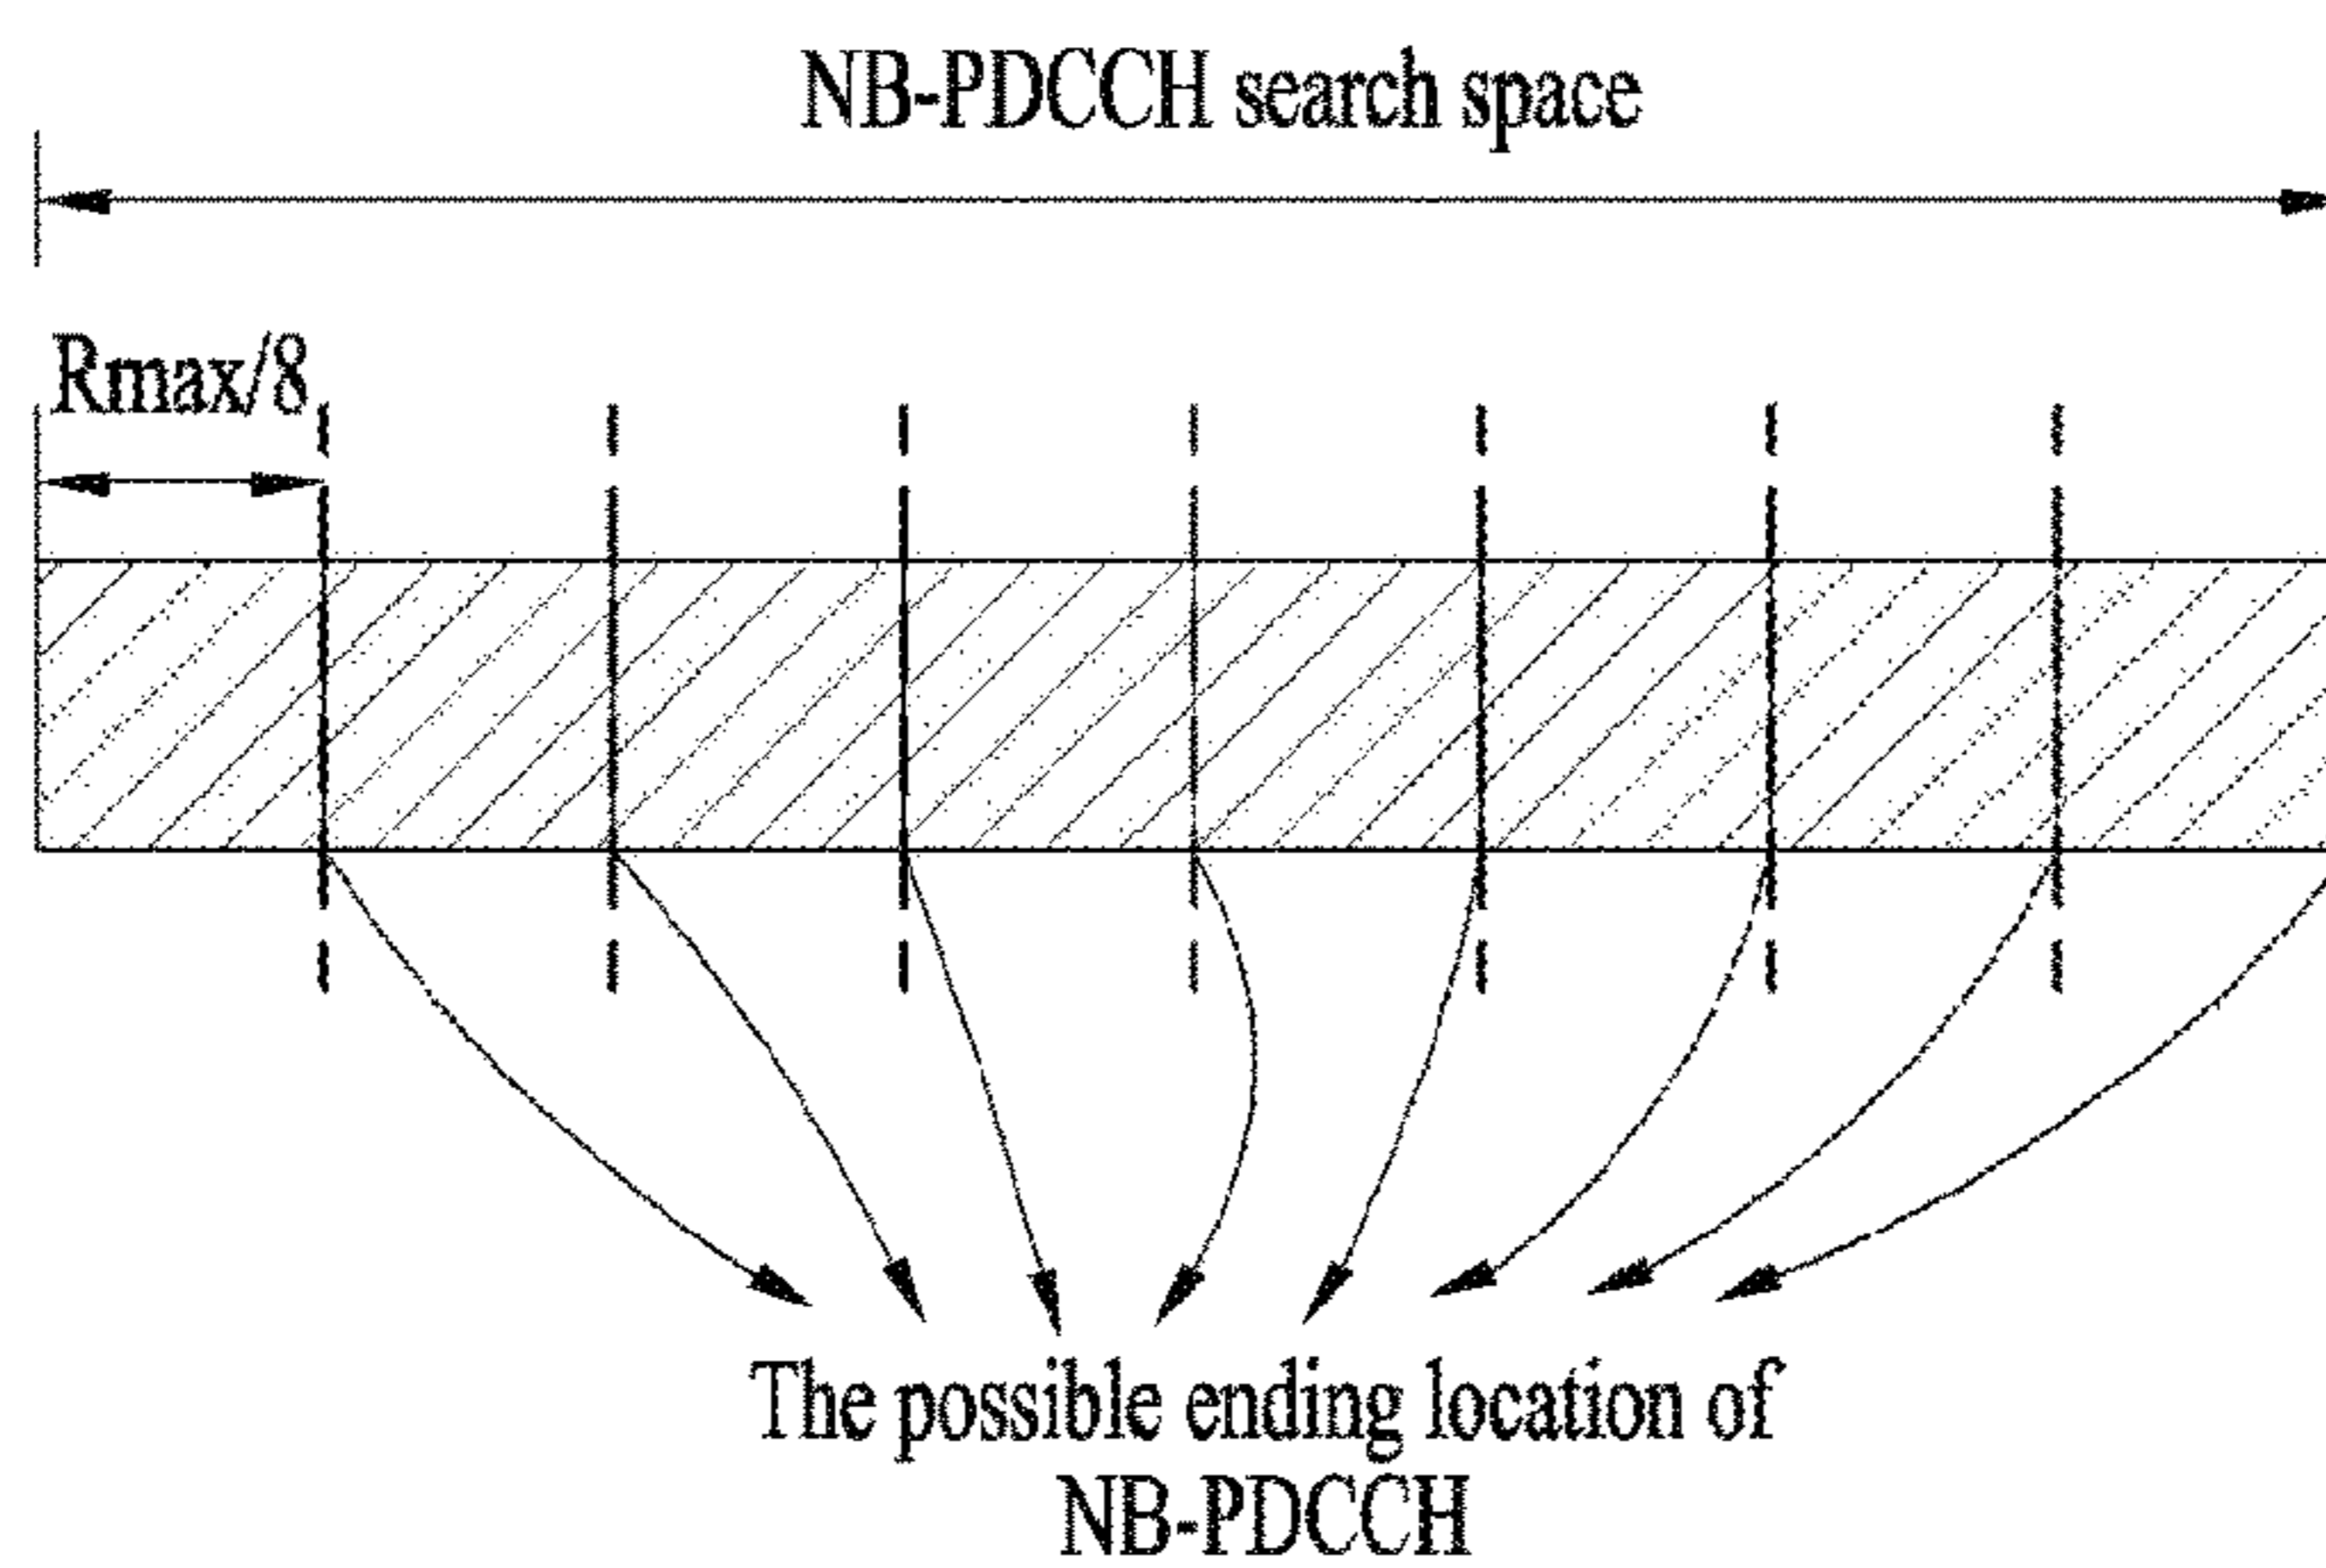 NB-PDCCH search space
Rmax/8
The possible ending location of
NB-PDCCH